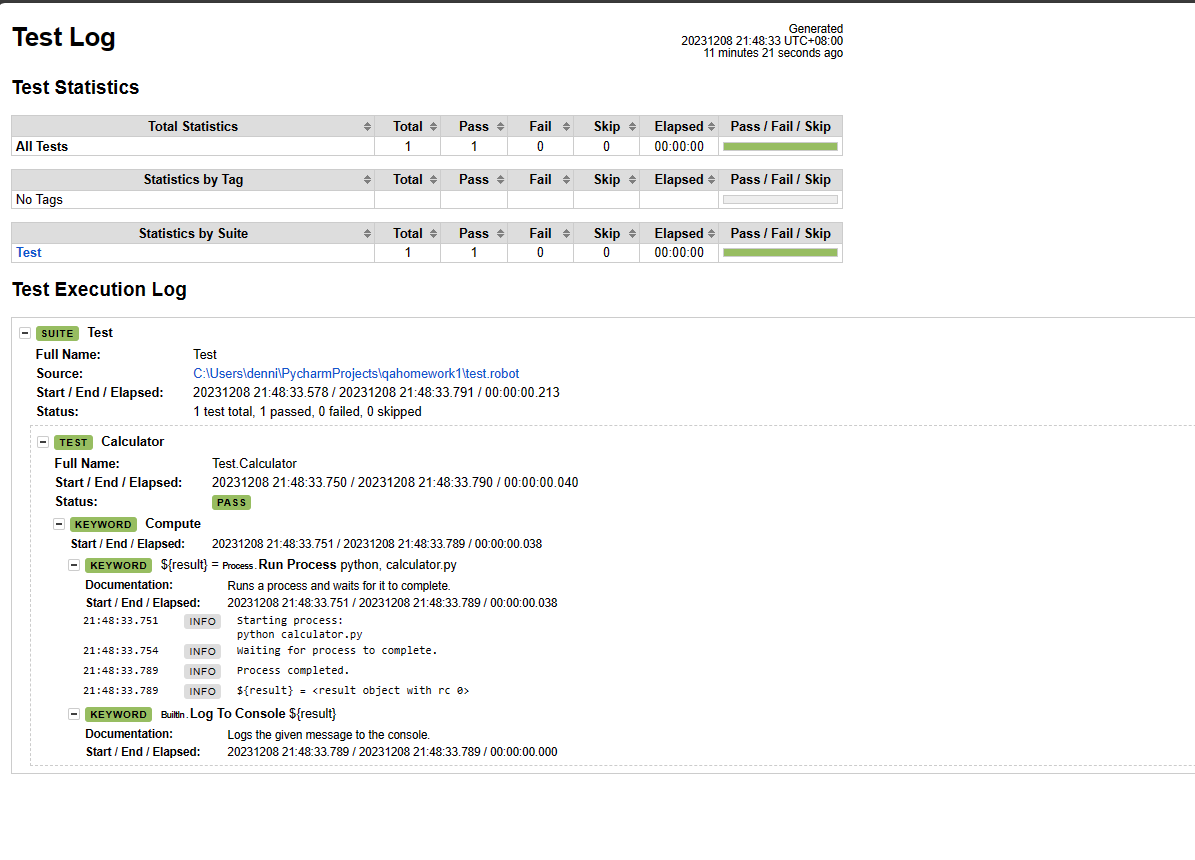 Test Log
Generated
20231208 21:48:33 UTC+08:00
11 minutes 21 seconds ago
Test Statistics
Total Statistics Total Pass Fail Skip Elapsed Pass / Fail / Skip
All Tests 1 1 0 0 00:00:00
Statistics by Tag Total Pass Fail Skip Elapsed Pass / Fail / Skip
No Tags
Statistics by Suite Total Pass Fail Skip Elapsed Pass / Fail / Skip
Test 1 1 0 0 00:00:00
Test Execution Log
SUITE Test
Full Name: Test
Source: C:\Users\denni\PycharmProjects\qahomework1\test.robot
Start / End / Elapsed: 20231208 21:48:33.578 / 20231208 21:48:33.791 / 00:00:00.213
Status: 1 test total, 1 passed, 0 failed, 0 skipped
TEST Calculator
Full Name: Test.Calculator
Start / End / Elapsed: 20231208 21:48:33.750 / 20231208 21:48:33.790 / 00:00:00.040
Status: PASS
KEYWORD Compute
Start / End / Elapsed: 20231208 21:48:33.751 / 20231208 21:48:33.789 / 00:00:00.038
KEYWORD ${result} = Process.Run Process python, calculator.py
Documentation: Runs a process and waits for it to complete.
Start / End / Elapsed: 20231208 21:48:33.751 / 20231208 21:48:33.789 / 00:00:00.038
21:48:33.751 INFO Starting process:
python calculator.py
21:48:33.754 INFO Waiting for process to complete.
21:48:33.789 INFO Process completed.
21:48:33.789 INFO ${result} = <result object with rc 0>
KEYWORD BuiltIn.Log To Console ${result}
Documentation: Logs the given message to the console.
Start / End / Elapsed: 20231208 21:48:33.789 / 20231208 21:48:33.789 / 00:00:00.000